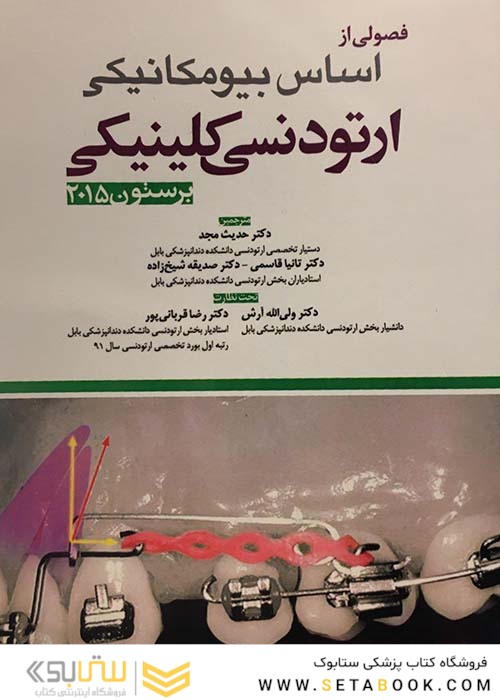 فصولی از
اساس بیومکانیکی
ارتودنسی کلینیکی
برستون ۲۰۱۵
مترجمین
دکتر حدیث مجد
دستیار تخصصی ارتودنسی دانشکده دندانپزشکی بابل
دکتر تانیا قاسمی - دکتر صدیقه شیخ‌زاده
استادیاران بخش ارتودنسی دانشکده دندانپزشکی بابل
تحت نظارت
دکتر ولی‌الله آرش
دانشیار بخش ارتودنسی دانشکده دندانپزشکی بابل
دکتر رضا قربانی‌پور
استادیار بخش ارتودنسی دانشکده دندانپزشکی بابل
رتبه اول بورد تخصصی ارتودنسی سال ۹۱
ستابوک
فروشگاه اینترنتی کتاب
فروشگاه کتاب پزشکی ستابوک
WWW.SETABOOK.COM